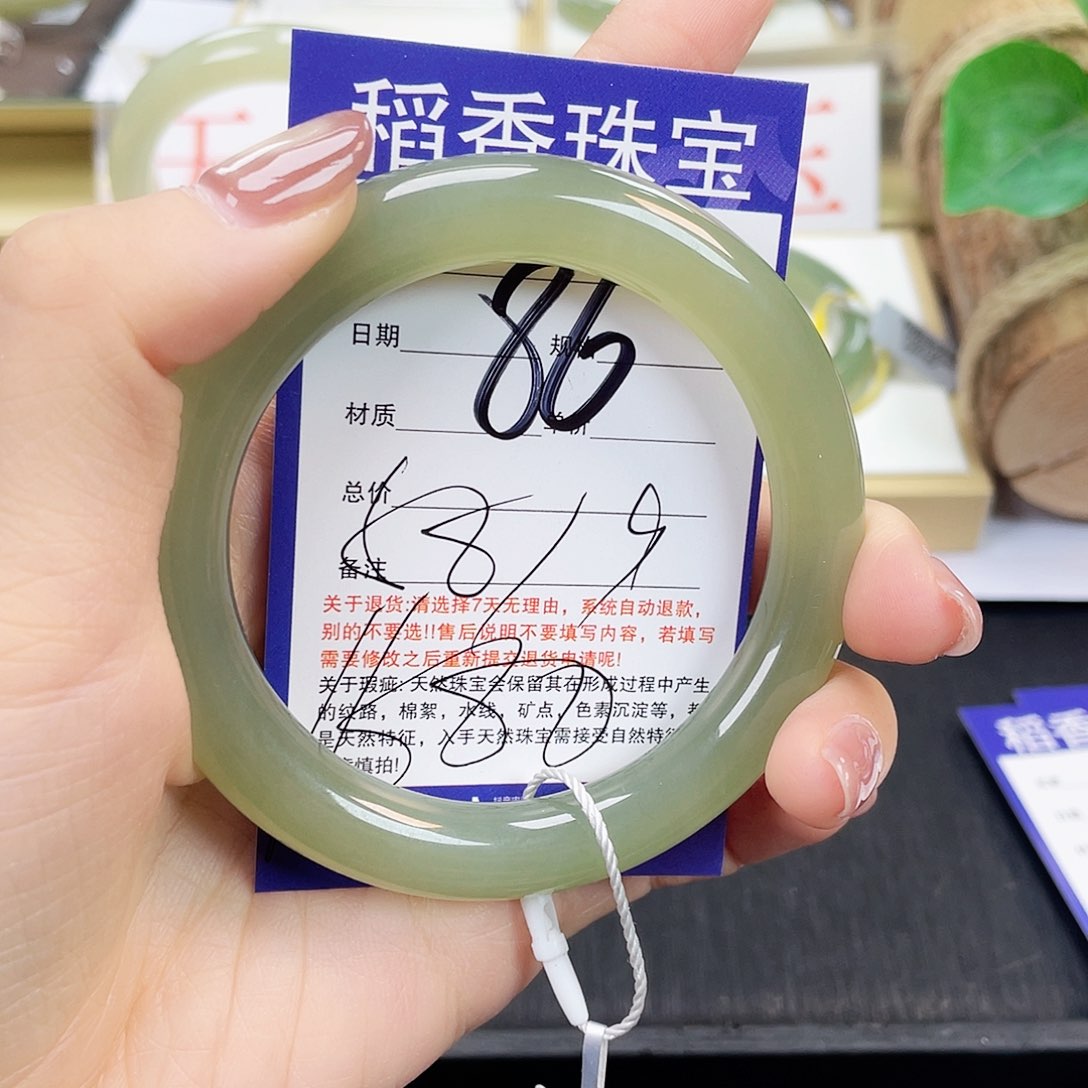 稻香珠宝
86
日期
材质
总价
备注
关于退货:请选择7天无理由，系统自动退款，
别的不要选!!售后说明不要填写内容，若填写
需要修改之后重新提交退货申请呢!
关于瑕疵: 天然珠宝会保留其在形成过程中产生
的纹路，棉絮，水线，矿点，色素沉淀等，
是天然特征，入手天然珠宝需接受自然特
慎拍!
稻香